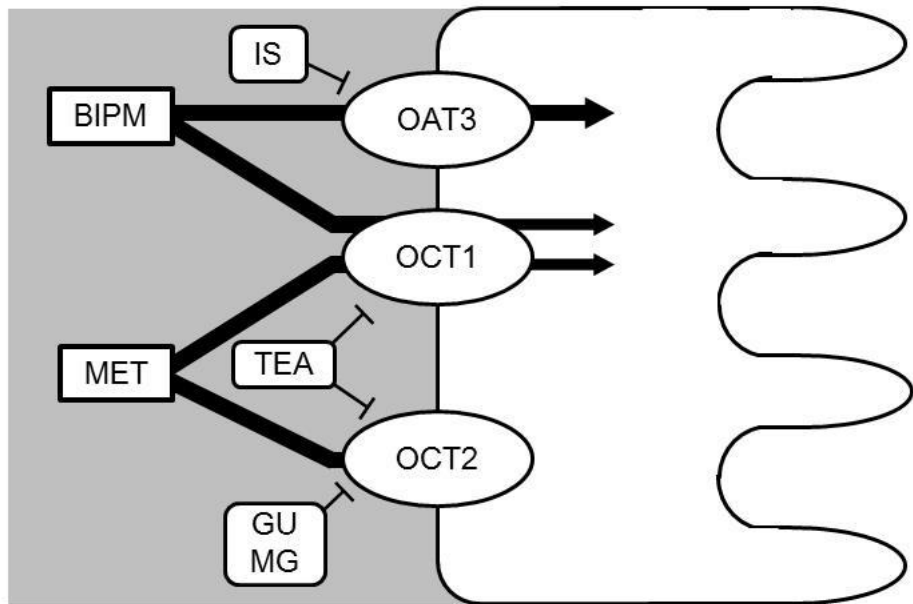 IS
BIPM
OAT3
OCT1
TEA
MET
OCT2
GU
MG